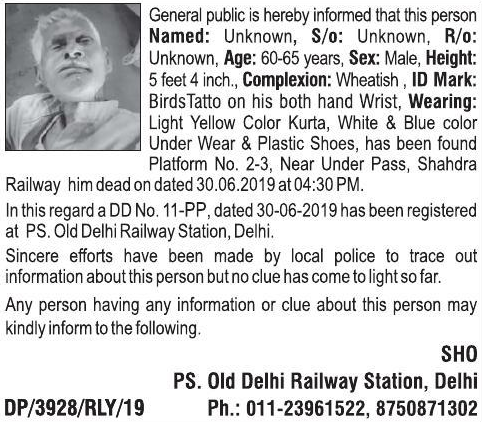 General public is hereby informed that this person
Named: Unknown, S/o: Unknown, R/o:
Unknown, Age: 60-65 years, Sex: Male, Height:
5 feet 4 inch., Complexion: Wheatish , ID Mark:
BirdsTatto on his both hand Wrist, Wearing:
Light Yellow Color Kurta, White & Blue color
Under Wear & Plastic Shoes, has been found
Platform No. 2-3, Near Under Pass, Shahdra
Railway him dead on dated 30.06.2019 at 04:30 PM.
In this regard a DD No. 11-PP, dated 30-06-2019 has been registered
at PS. Old Delhi Railway Station, Delhi.
Sincere efforts have been made by local police to trace out
information about this person but no clue has come to light so far.
Any person having any information or clue about this person may
kindly inform to the following.
SHO
PS. Old Delhi Railway Station, Delhi
DP/3928/RLY/19 Ph.: 011-23961522, 8750871302